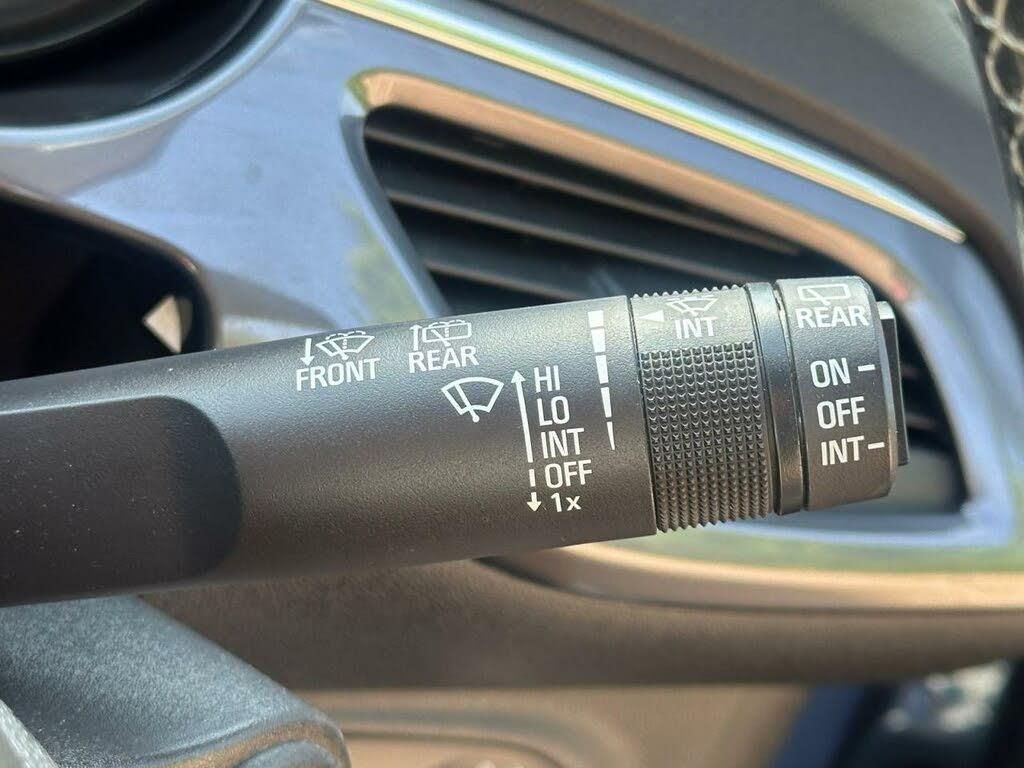 FRONT
REAR
HI
LO
INT
OFF
1x
INT
REAR
ON
OFF
INT